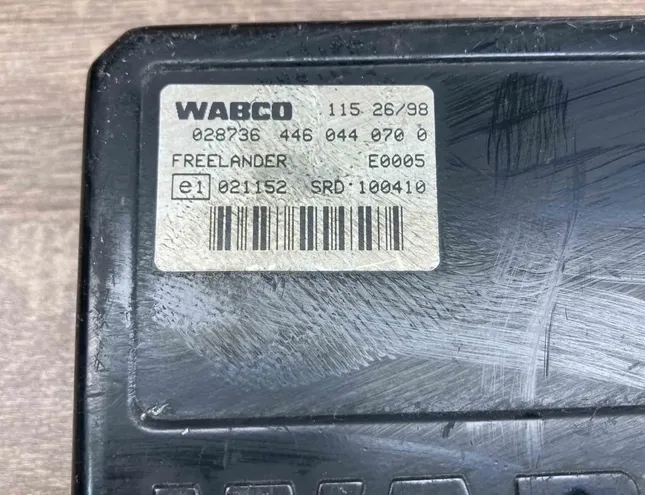 WABCO 115 26/98
028736 446 044 070 0
FREELANDER E0005
e1 021152 SRD 100410